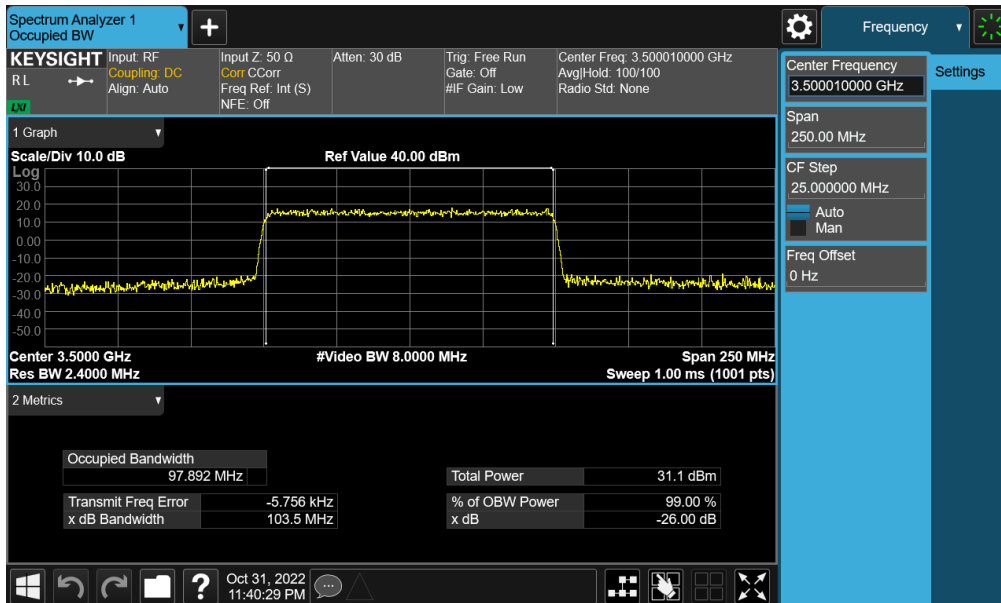 Spectrum Analyzer 1
Occupied BW
+
Frequency
KEYSIGHT
R L
LXI
Input: RF
Coupling: DC
Align: Auto
Input Z: 50 Ω
Corr CCorr
Freq Ref: Int (S)
NFE: Off
Atten: 30 dB
Trig: Free Run
Gate: Off
#IF Gain: Low
Center Freq: 3.500010000 GHz
Avg|Hold: 100/100
Radio Std: None
Center Frequency
3.500010000 GHz
Settings
Span
250.00 MHz
CF Step
25.000000 MHz
Auto
Man
Freq Offset
0 Hz
1 Graph
Scale/Div 10.0 dB
Ref Value 40.00 dBm
Log
30.0
20.0
10.0
0.00
-10.0
-20.0
-30.0
-40.0
-50.0
Center 3.5000 GHz
#Video BW 8.0000 MHz
Span 250 MHz
Res BW 2.4000 MHz
Sweep 1.00 ms (1001 pts)
2 Metrics
Occupied Bandwidth
97.892 MHz
Total Power 31.1 dBm
Transmit Freq Error -5.756 kHz
% of OBW Power 99.00 %
x dB Bandwidth 103.5 MHz
x dB -26.00 dB
?
Oct 31, 2022
11:40:29 PM